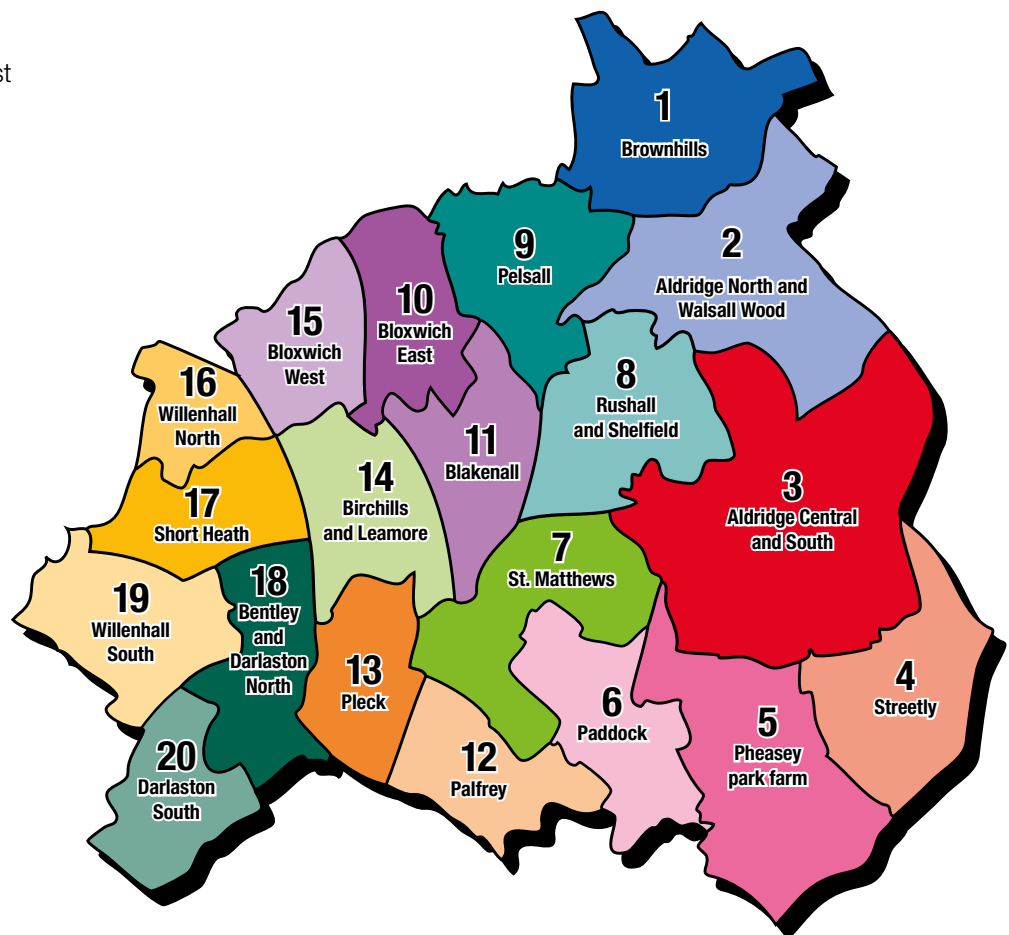 st
1
Brownhills
2
Aldridge North and
Walsall Wood
9
Pelsall
10
Bloxwich
East
15
Bloxwich
West
8
Rushall
and Shelfield
16
Willenhall
North
11
Blakenall
14
Birchills
and Leamore
3
Aldridge Central
and South
17
Short Heath
7
St. Matthews
18
Bentley
and
Darlaston
North
19
Willenhall
South
13
Pleck
4
Streetly
6
Paddock
5
Pheasey
park farm
12
Palfrey
20
Darlaston
South